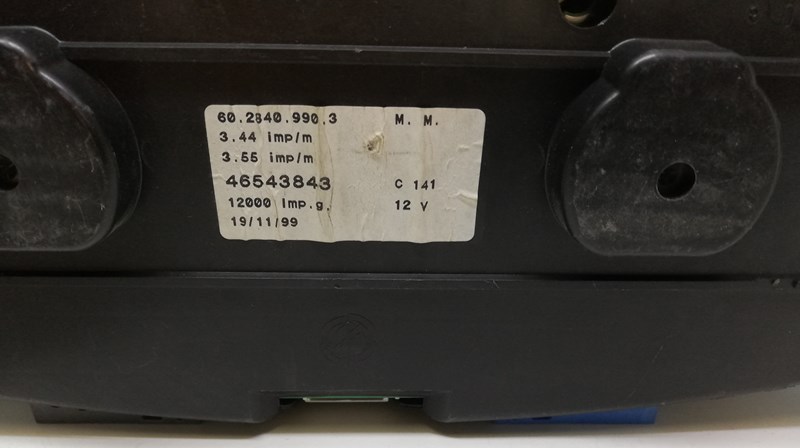 60.2840.990.3 M. M.
3.44 imp/m
3.55 imp/m
46543843 C 141
12000 Imp.g. 12 V
19/11/99